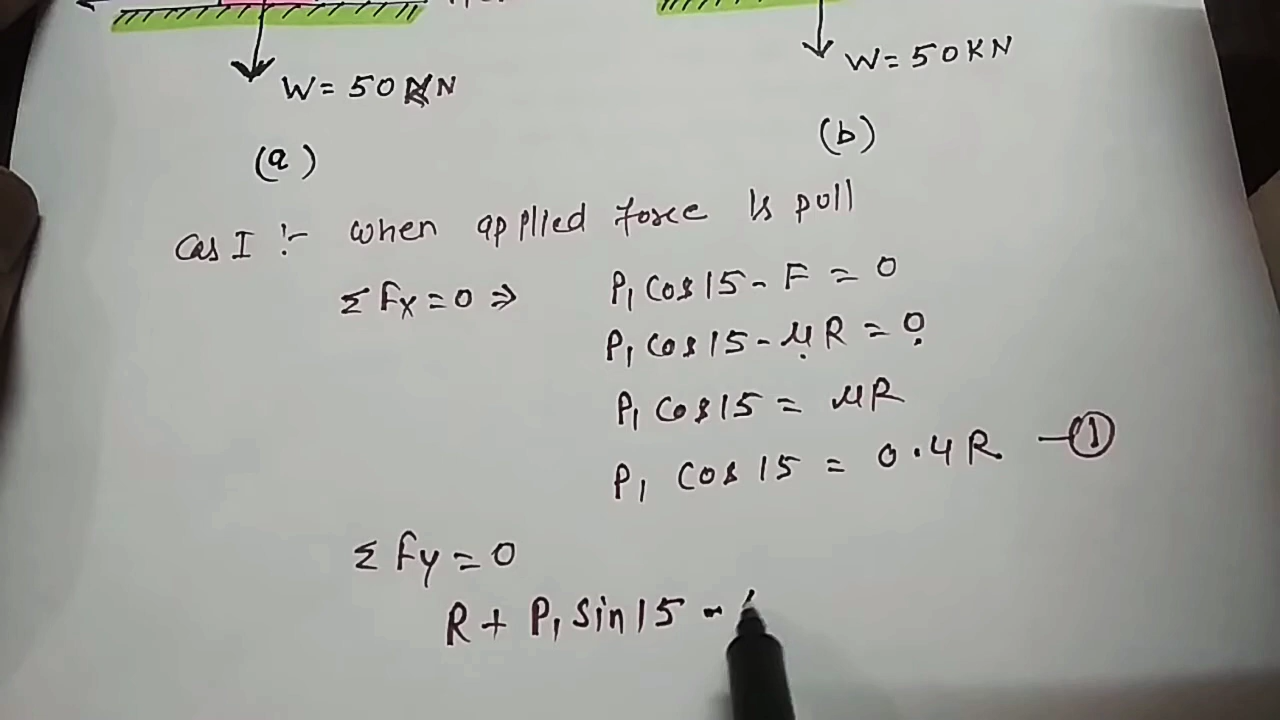 W = 50 KN
W = 50 KN
(a)
(b)
Cas I :- when applied force is pull
Σ Fx = 0 ⇒ P₁ Cos 15 - F = 0
P₁ Cos 15 - μ R = 0
P₁ Cos 15 = μR
P₁ Cos 15 = 0.4 R —①
Σ Fy = 0
R + P₁ Sin 15 -